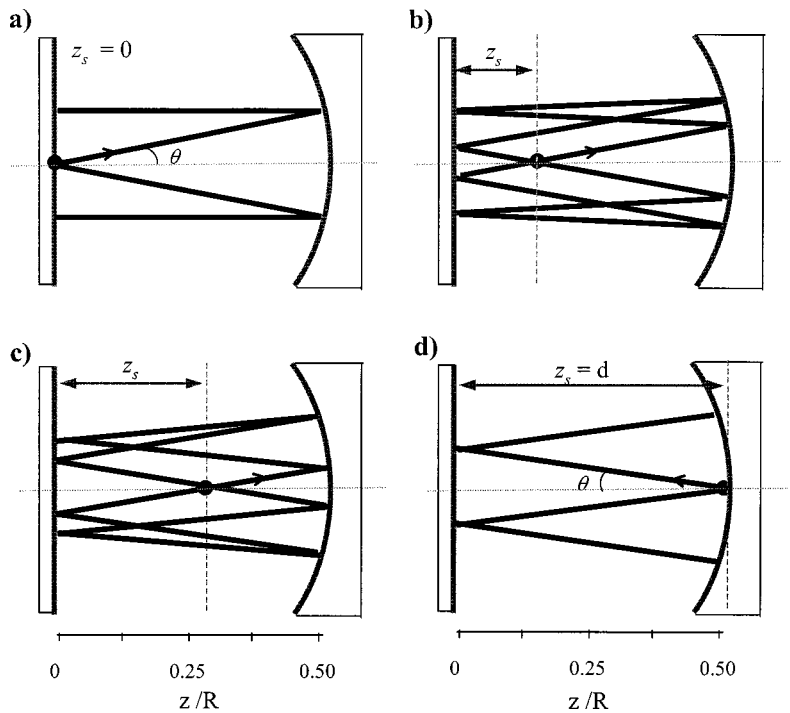 a)
z_s = 0
θ
b)
z_s
c)
z_s
d)
z_s = d
θ
0 0.25 0.50
z /R
0 0.25 0.50
z /R